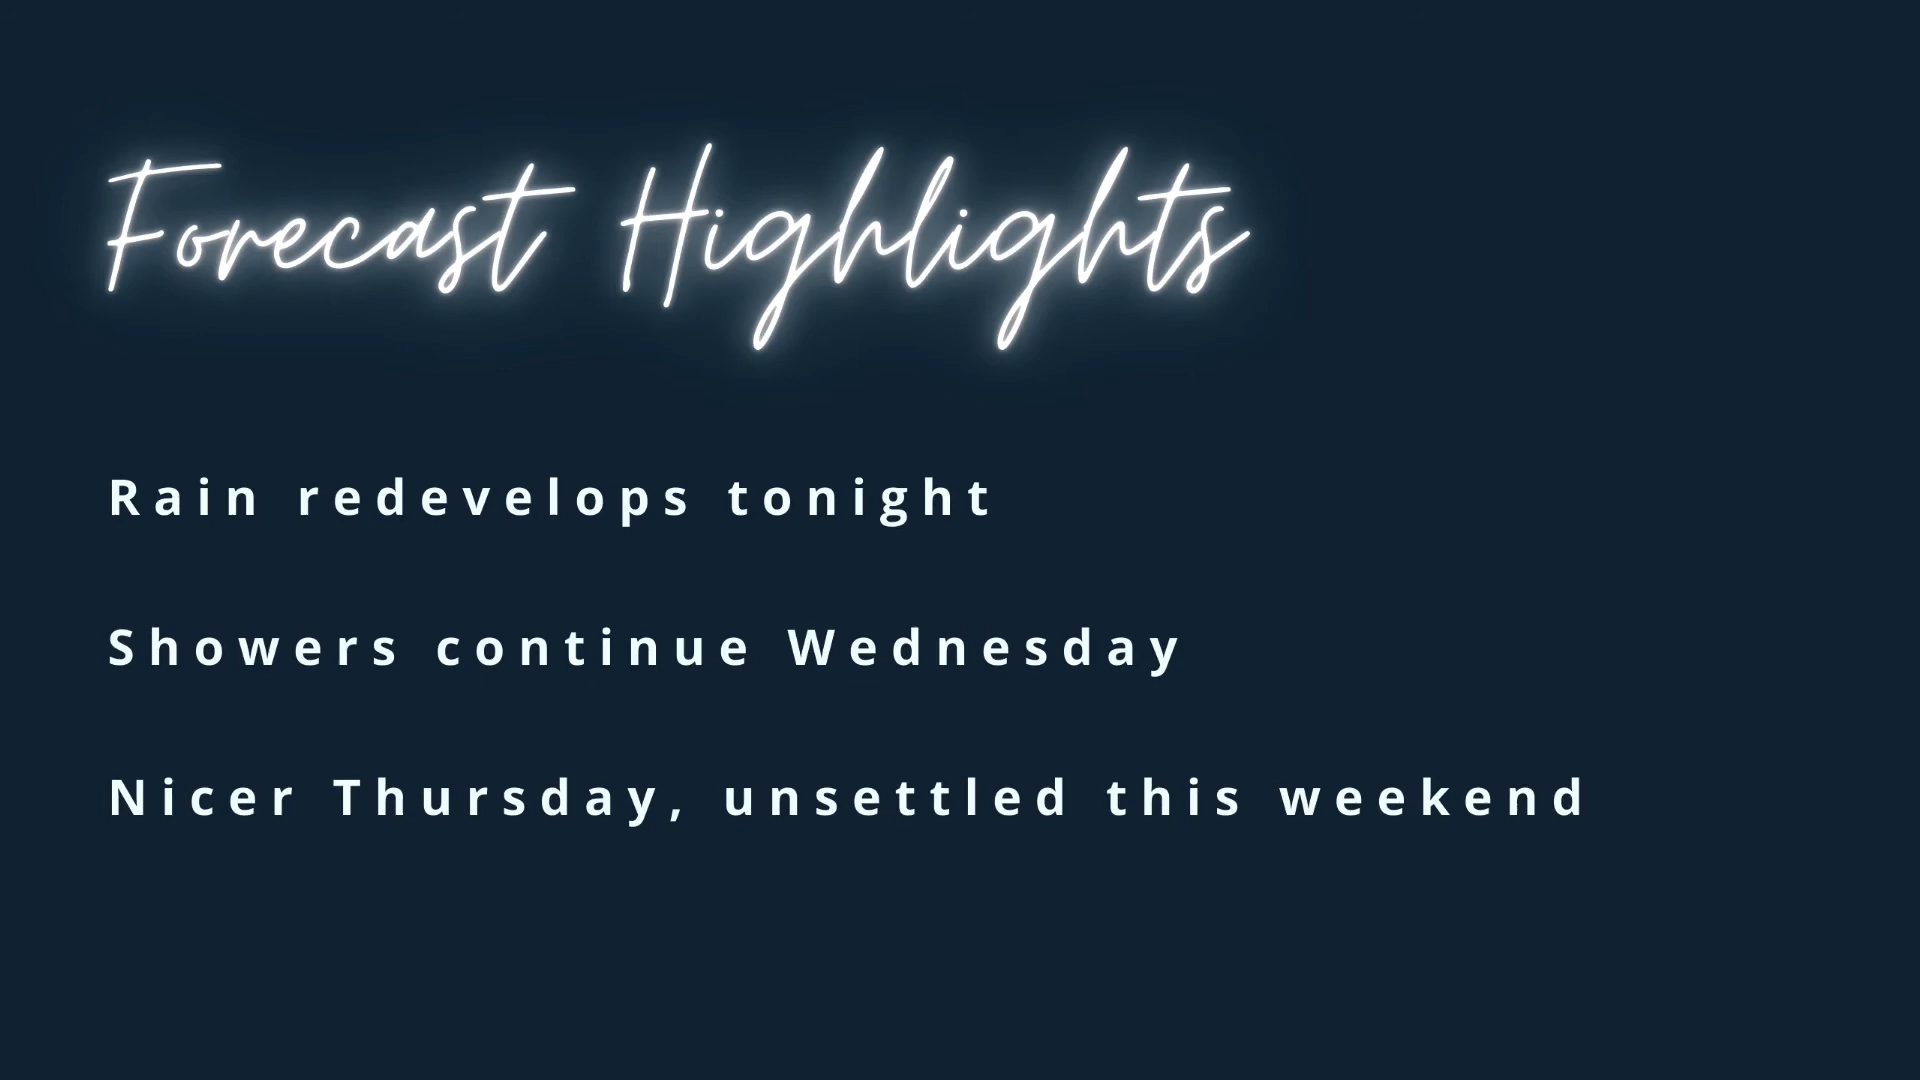 Forecast Highlights
Rain redevelops tonight
Showers continue Wednesday
Nicer Thursday, unsettled this weekend